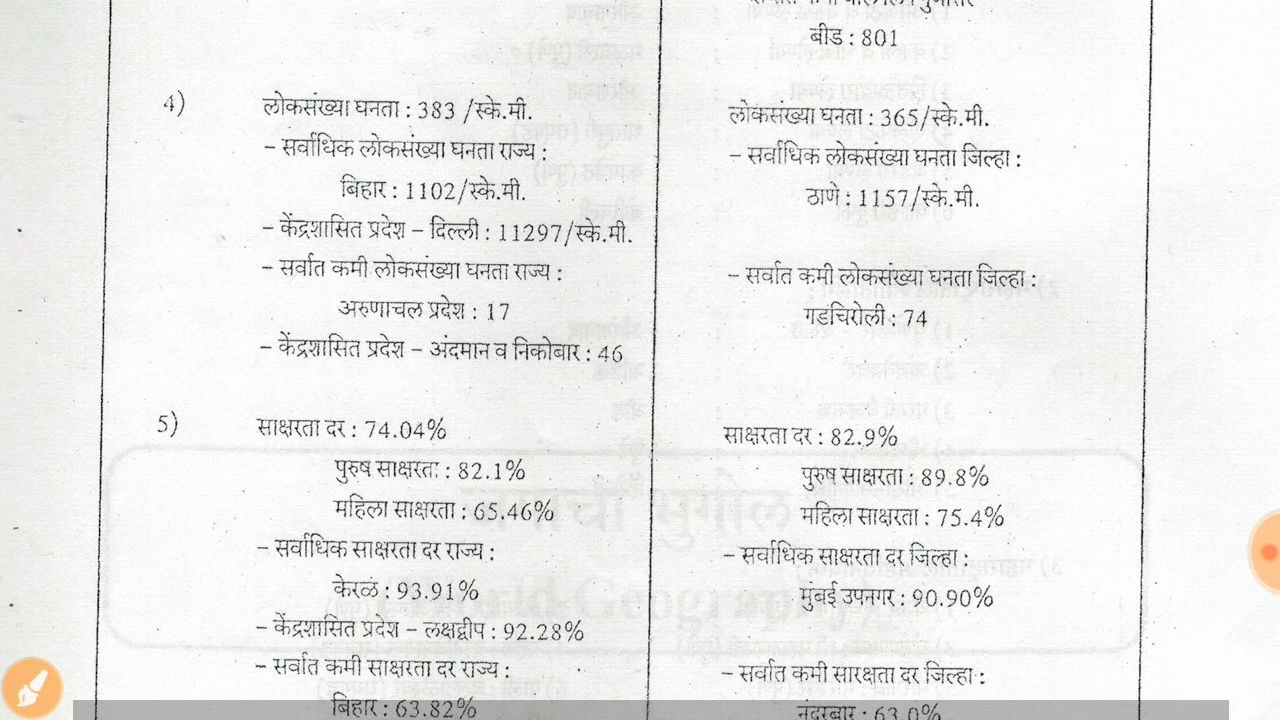 बीड : 801
4)
लोकसंख्या घनता : 383 /स्के.मी.
– सर्वाधिक लोकसंख्या घनता राज्य :
बिहार : 1102/स्के.मी.
– केंद्रशासित प्रदेश – दिल्ली : 11297/स्के.मी.
– सर्वात कमी लोकसंख्या घनता राज्य :
अरुणाचल प्रदेश : 17
– केंद्रशासित प्रदेश – अंदमान व निकोबार : 46
लोकसंख्या घनता : 365/स्के.मी.
– सर्वाधिक लोकसंख्या घनता जिल्हा :
ठाणे : 1157/स्के.मी.
– सर्वात कमी लोकसंख्या घनता जिल्हा :
गडचिरोली : 74
5)
साक्षरता दर : 74.04%
पुरुष साक्षरता : 82.1%
महिला साक्षरता : 65.46%
– सर्वाधिक साक्षरता दर राज्य :
केरळं : 93.91%
– केंद्रशासित प्रदेश – लक्षद्वीप : 92.28%
– सर्वात कमी साक्षरता दर राज्य :
बिहार : 63.82%
साक्षरता दर : 82.9%
पुरुष साक्षरता : 89.8%
महिला साक्षरता : 75.4%
– सर्वाधिक साक्षरता दर जिल्हा :
मुंबई उपनगर : 90.90%
– सर्वात कमी सारक्षता दर जिल्हा :
नंदूरबार : 63.0%